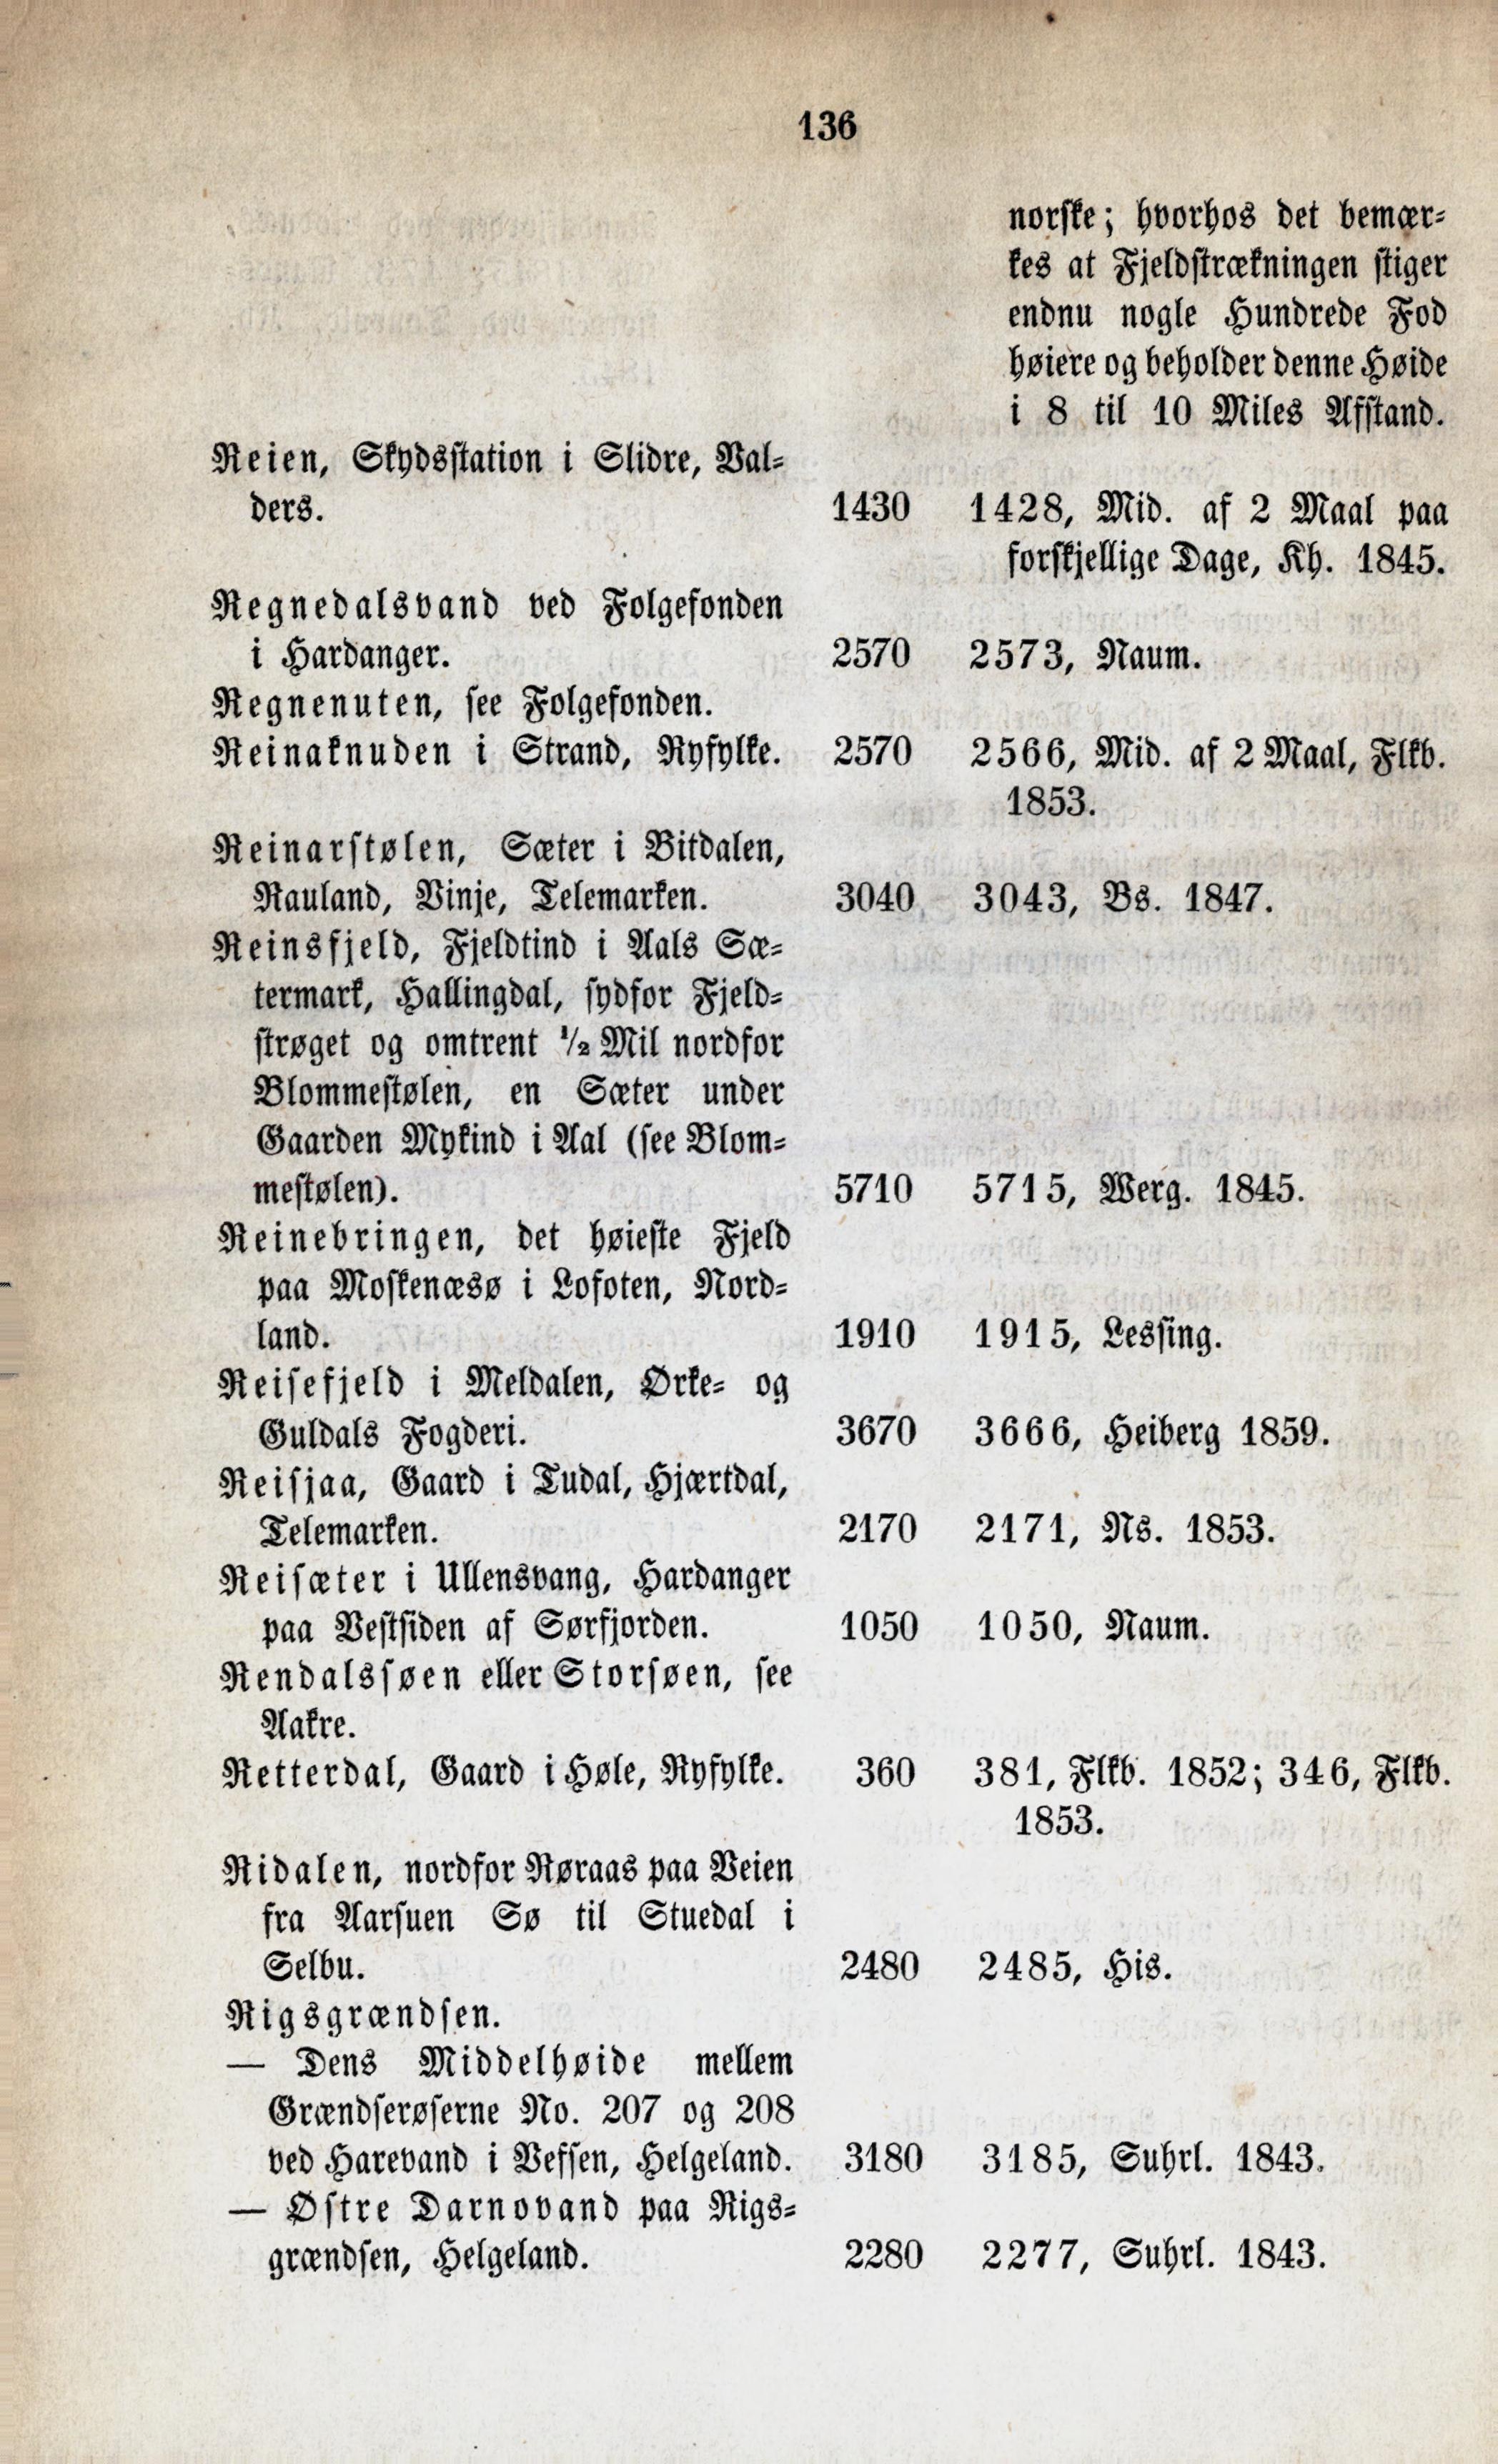 136
norske; hvorhos det bemær-
kes at Fjeldstrækningen stiger
endnu nogle Hundrede Fod
høiere og beholder denne Høide
i 8 til 10 Miles Afstand.
Reien, Skydsstation i Slidre, Val-
ders. 1430 1428, Mid. af 2 Maal paa
forskjellige Dage, Kh. 1845.
Regnedalsvand ved Folgefonden
i Hardanger. 2570 2573, Naum.
Regnenuten, see Folgefonden.
Reinaknuden i Strand, Ryfylke. 2570 2566, Mid. af 2 Maal, Flkb.
1853.
Reinarstølen, Sæter i Bitdalen,
Rauland, Vinje, Telemarken. 3040 3043, Bs. 1847.
Reinsfjeld, Fjeldtind i Aals Sæ-
termark, Hallingdal, sydfor Fjeld-
strøget og omtrent ½ Mil nordfor
Blommestølen, en Sæter under
Gaarden Mykind i Aal (see Blom-
mestølen). 5710 5715, Werg. 1845.
Reinebringen, det høieste Fjeld
paa Moskenæsø i Lofoten, Nord-
land. 1910 1915, Lessing.
Reisefjeld i Meldalen, Ørke- og
Guldals Fogderi. 3670 3666, Heiberg 1859.
Reisjaa, Gaard i Tudal, Hjærtdal,
Telemarken. 2170 2171, Ns. 1853.
Reisæter i Ullensvang, Hardanger
paa Vestsiden af Sørfjorden. 1050 1050, Naum.
Rendalssøen eller Storsøen, see
Aakre.
Retterdal, Gaard i Høle, Ryfylke. 360 381, Flkb. 1852; 346, Flkb.
1853.
Ridalen, nordfor Røraas paa Veien
fra Aarsuen Sø til Stuedal i
Selbu. 2480 2485, His.
Rigsgrændsen.
— Dens Middelhøide mellem
Grændserøserne No. 207 og 208
ved Harevand i Vefsen, Helgeland. 3180 3185, Suhrl. 1843.
— Østre Darnovand paa Rigs-
grændsen, Helgeland. 2280 2277, Suhrl. 1843.